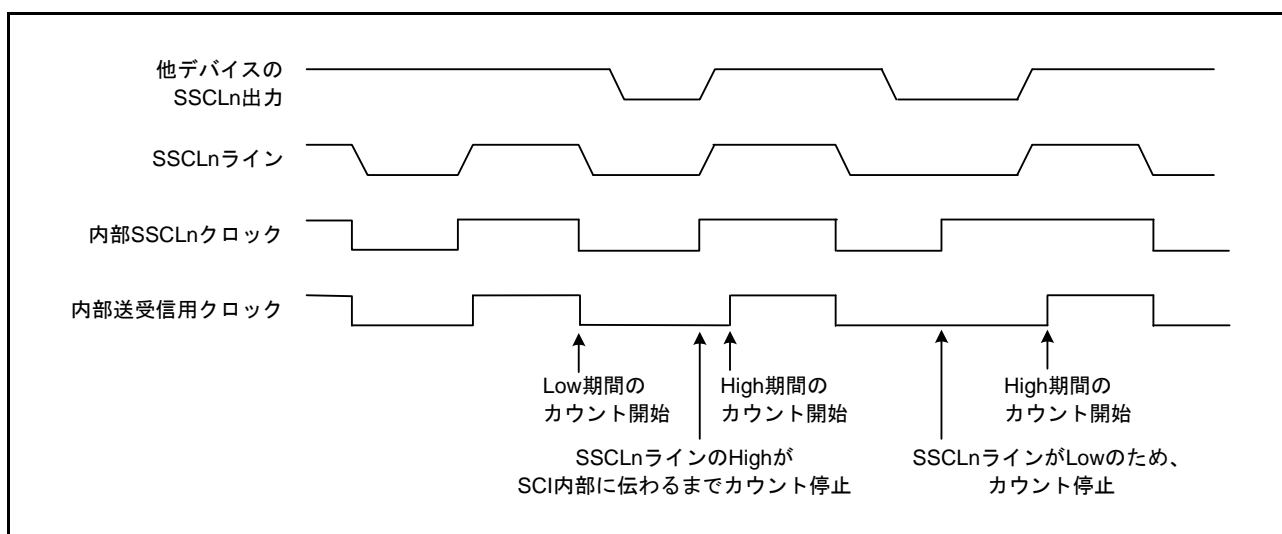 他デバイスの
SSCLn出力
SSCLnライン
内部SSCLnクロック
内部送受信用クロック
Low期間の
カウント開始
High期間の
カウント開始
High期間の
カウント開始
SSCLnラインのHighが
SCI内部に伝わるまでカウント停止
SSCLnラインがLowのため、
カウント停止